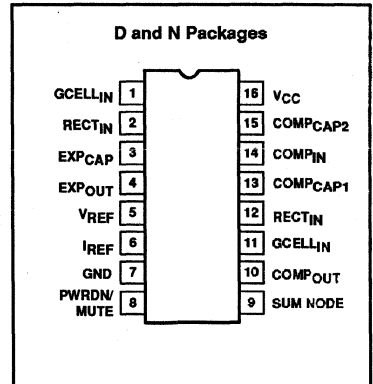 D and N Packages
GCELLIN 1
RECTIN 2
EXPCAP 3
EXPOUT 4
VREF 5
IREF 6
GND 7
PWRDN/
MUTE 8
16 VCC
15 COMPCAP2
14 COMPIN
13 COMPCAP1
12 RECTIN
11 GCELLIN
10 COMPOUT
9 SUM NODE